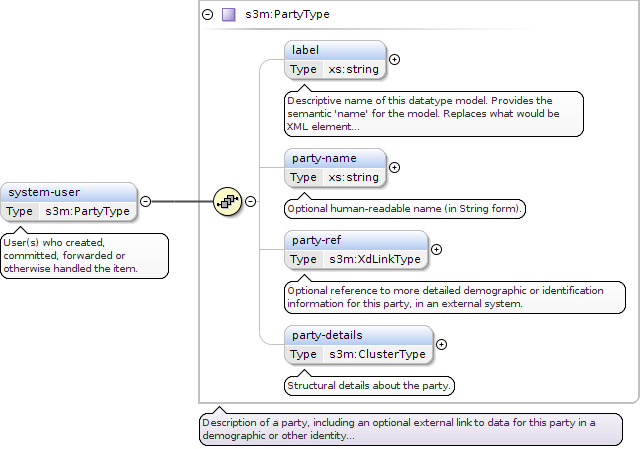 s3m:PartyType
label
Type xs:string
Descriptive name of this datatype model. Provides the
semantic 'name' for the model. Replaces what would be
XML element...
party-name
Type xs:string
Optional human-readable name (in String form).
system-user
Type s3m:PartyType
User(s) who created,
committed, forwarded or
otherwise handled the item.
party-ref
Type s3m:XdLinkType
Optional reference to more detailed demographic or identification
information for this party, in an external system.
party-details
Type s3m:ClusterType
Structural details about the party.
Description of a party, including an optional external link to data for this party in a
demographic or other identity...